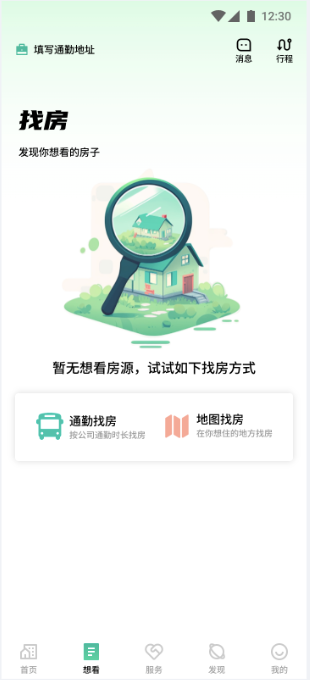 12:30
填写通勤地址
消息
行程
找房
发现你想看的房子
暂无想看房源，试试如下找房方式
通勤找房
按公司通勤时长找房
地图找房
在你想住的地方找房
首页
想看
服务
发现
我的